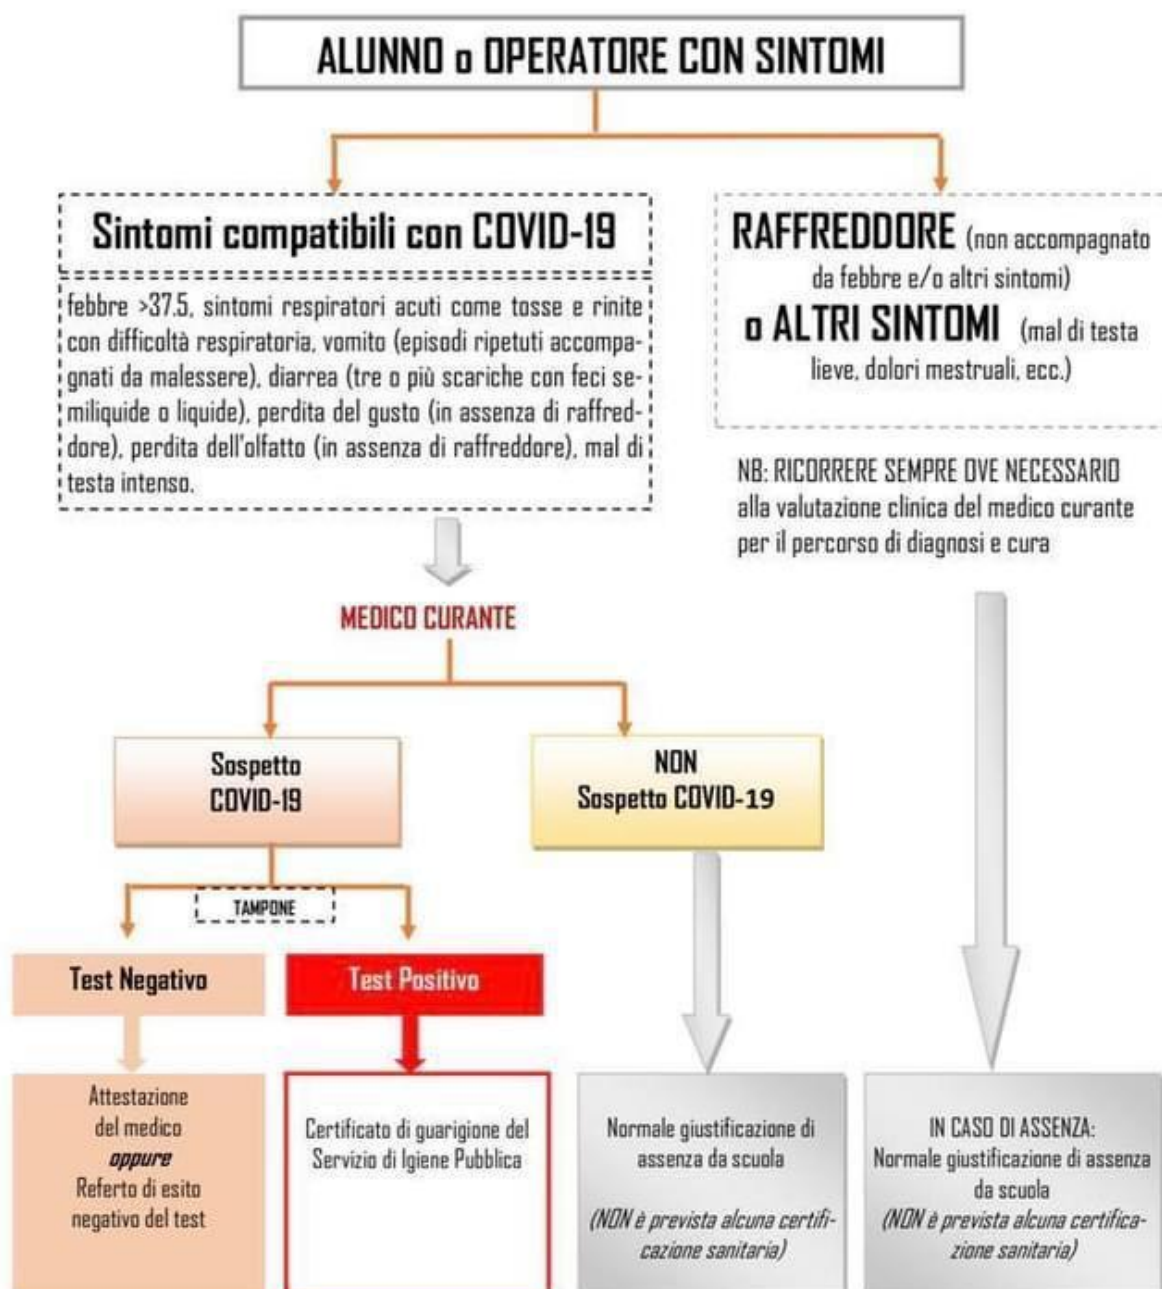 ALUNNO o OPERATORE CON SINTOMI
Sintomi compatibili con COVID-19
febbre >37.5, sintomi respiratori acuti come tosse e rinite
con difficoltà respiratoria, vomito (episodi ripetuti accompa-
gnati da malessere), diarrea (tre o più scariche con feci se-
miliquide o liquide), perdita del gusto (in assenza di raffred-
dore), perdita dell'olfatto (in assenza di raffreddore), mal di
testa intenso.
RAFFREDDORE (non accompagnato
da febbre e/o altri sintomi)
o ALTRI SINTOMI (mal di testa
lieve, dolori mestruali, ecc.)
NB: RICORRERE SEMPRE OVE NECESSARIO
alla valutazione clinica del medico curante
per il percorso di diagnosi e cura
MEDICO CURANTE
Sospetto
COVID-19
NON
Sospetto COVID-19
TAMPONE
Test Negativo
Test Positivo
Attestazione
del medico
oppure
Referto di esito
negativo del test
Certificato di guarigione del
Servizio di Igiene Pubblica
Normale giustificazione di
assenza da scuola
(NON è prevista alcuna certifi-
cazione sanitaria)
IN CASO DI ASSENZA:
Normale giustificazione di assenza
da scuola
(NON è prevista alcuna certifica-
zione sanitaria)